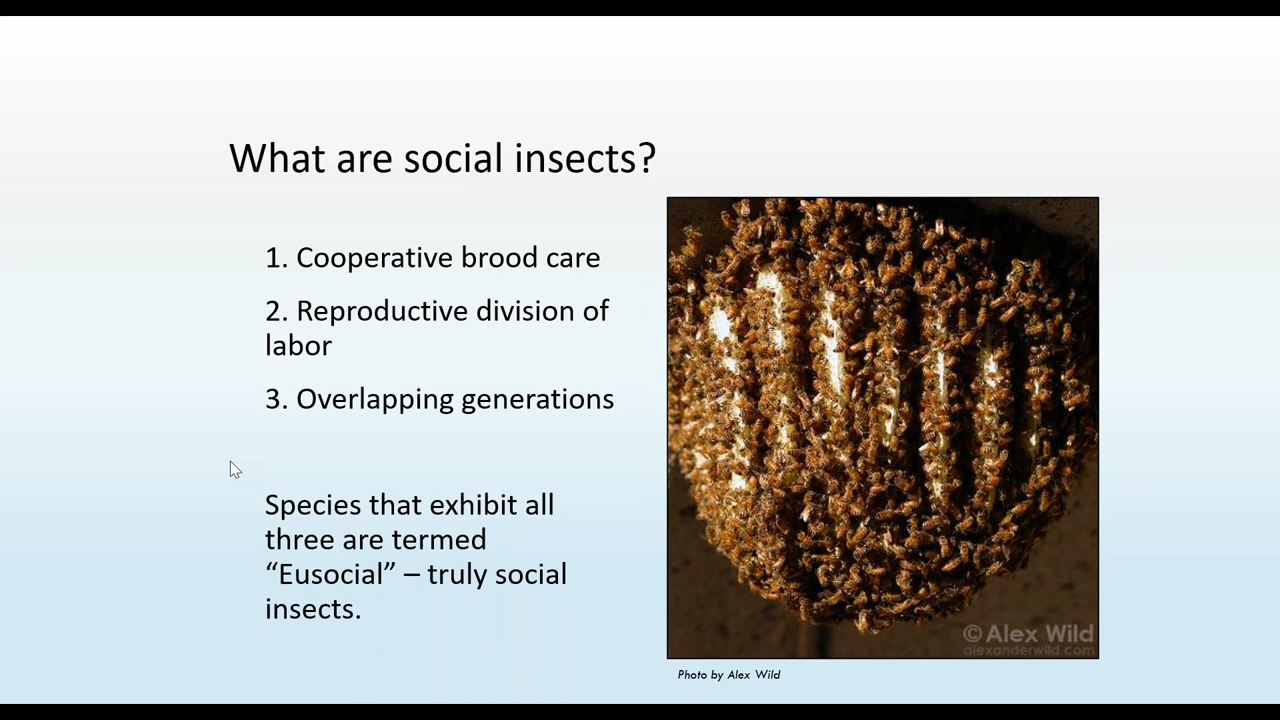 What are social insects?
1. Cooperative brood care
2. Reproductive division of
labor
3. Overlapping generations
Species that exhibit all
three are termed
“Eusocial” – truly social
insects.
© Alex Wild
alexanderwild.com
Photo by Alex Wild